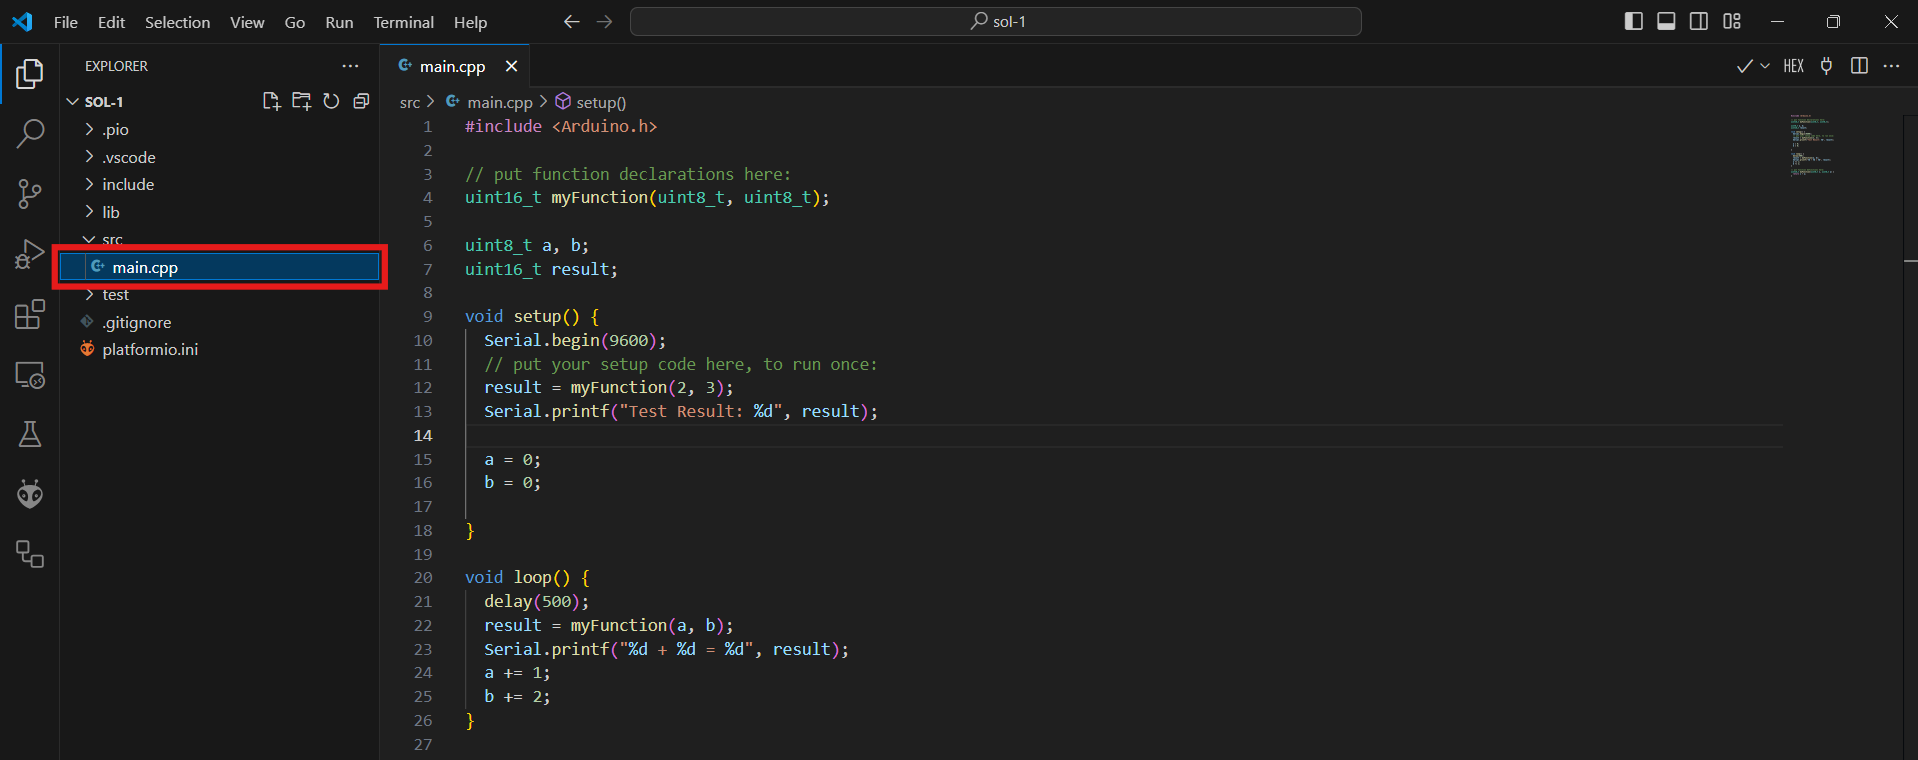 File Edit Selection View Go Run Terminal Help
sol-1
EXPLORER
SOL-1
.pio
.vscode
include
lib
src
main.cpp
test
.gitignore
platformio.ini
main.cpp
HEX
src > main.cpp > setup()
1 #include <Arduino.h>
2
3 // put function declarations here:
4 uint16_t myFunction(uint8_t, uint8_t);
5
6 uint8_t a, b;
7 uint16_t result;
8
9 void setup() {
10 Serial.begin(9600);
11 // put your setup code here, to run once:
12 result = myFunction(2, 3);
13 Serial.printf("Test Result: %d", result);
14
15 a = 0;
16 b = 0;
17
18 }
19
20 void loop() {
21 delay(500);
22 result = myFunction(a, b);
23 Serial.printf("%d + %d = %d", result);
24 a += 1;
25 b += 2;
26 }
27